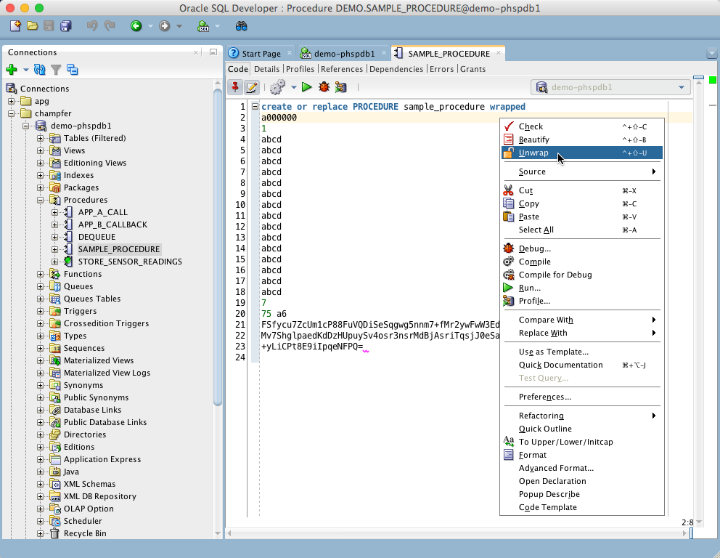 Oracle SQL Developer : Procedure DEMO.SAMPLE_PROCEDURE@demo-phspdb1
Connections
Connections
apg
champfer
demo-phspdb1
Tables (Filtered)
Views
Editioning Views
Indexes
Packages
Procedures
APP_A_CALL
APP_B_CALLBACK
DEQUEUE
SAMPLE_PROCEDURE
STORE_SENSOR_READINGS
Functions
Queues
Queues Tables
Triggers
Crossedition Triggers
Types
Sequences
Materialized Views
Materialized View Logs
Synonyms
Public Synonyms
Database Links
Public Database Links
Directories
Editions
Application Express
Java
XML Schemas
XML DB Repository
OLAP Option
Scheduler
Recycle Bin
Start Page
demo-phspdb1
SAMPLE_PROCEDURE
Code Details Profiles References Dependencies Errors Grants
demo-phspdb1
1 create or replace PROCEDURE sample_procedure wrapped
2 a000000
3 1
4 abcd
5 abcd
6 abcd
7 abcd
8 abcd
9 abcd
10 abcd
11 abcd
12 abcd
13 abcd
14 abcd
15 abcd
16 abcd
17 abcd
18 abcd
19 7
20 75 a6
21 FSfycu7ZcUm1cP88FuVQDiSeSqgwg5nnm7+fMr2ywFwW3Ed
22 Mv7ShglpaedKdDzHUpuySv4osr3nsrMdBjAsriTqsjJ0eSa
23 +yLiCPt8E9iIpqeNFPQ=
24
Check ^+⇧-C
Beautify ^+⇧-B
Unwrap ^+⇧-U
Source
Cut ⌘-X
Copy ⌘-C
Paste ⌘-V
Select All ⌘-A
Debug...
Compile
Compile for Debug
Run...
Profile...
Compare With
Replace With
Use as Template...
Quick Documentation ⌘+⌥-J
Test Query...
Preferences...
Refactoring
Quick Outline
To Upper/Lower/Initcap
Format
Advanced Format...
Open Declaration
Popup Describe
Code Template
2:8